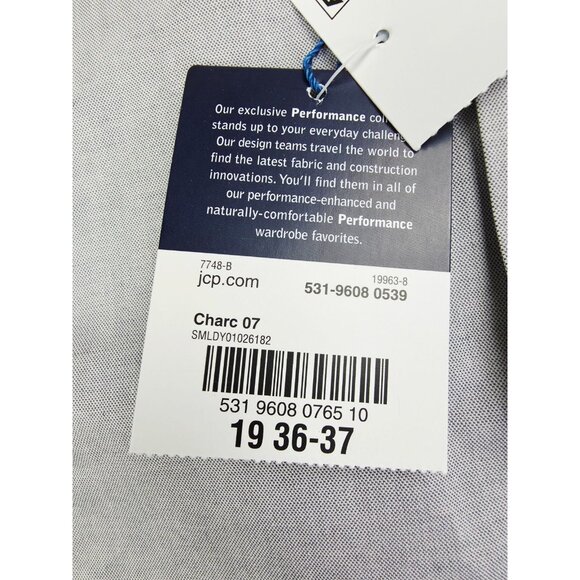 Our exclusive Performance
stands up to your everyday
Our design teams travel the world to
find the latest fabric and construction
innovations. You'll find them in all of
our performance-enhanced and
naturally-comfortable Performance
wardrobe favorites.
7748-B 19963-8
jcp.com 531-9608 0539
Charc 07
SMLDY01026182
531 9608 0765 10
19 36-37